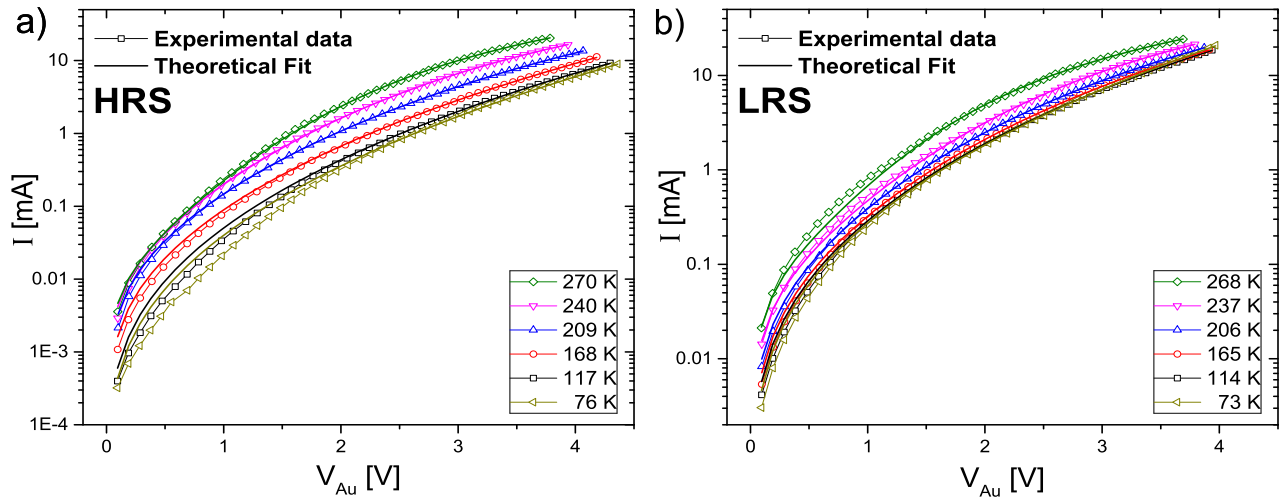 a)
Experimental data
Theoretical Fit
HRS
I [mA]
10
1
0.1
0.01
1E-3
1E-4
0
1
2
3
4
V_Au [V]
270 K
240 K
209 K
168 K
117 K
76 K
b)
Experimental data
Theoretical Fit
LRS
I [mA]
10
1
0.1
0.01
0
1
2
3
4
V_Au [V]
268 K
237 K
206 K
165 K
114 K
73 K